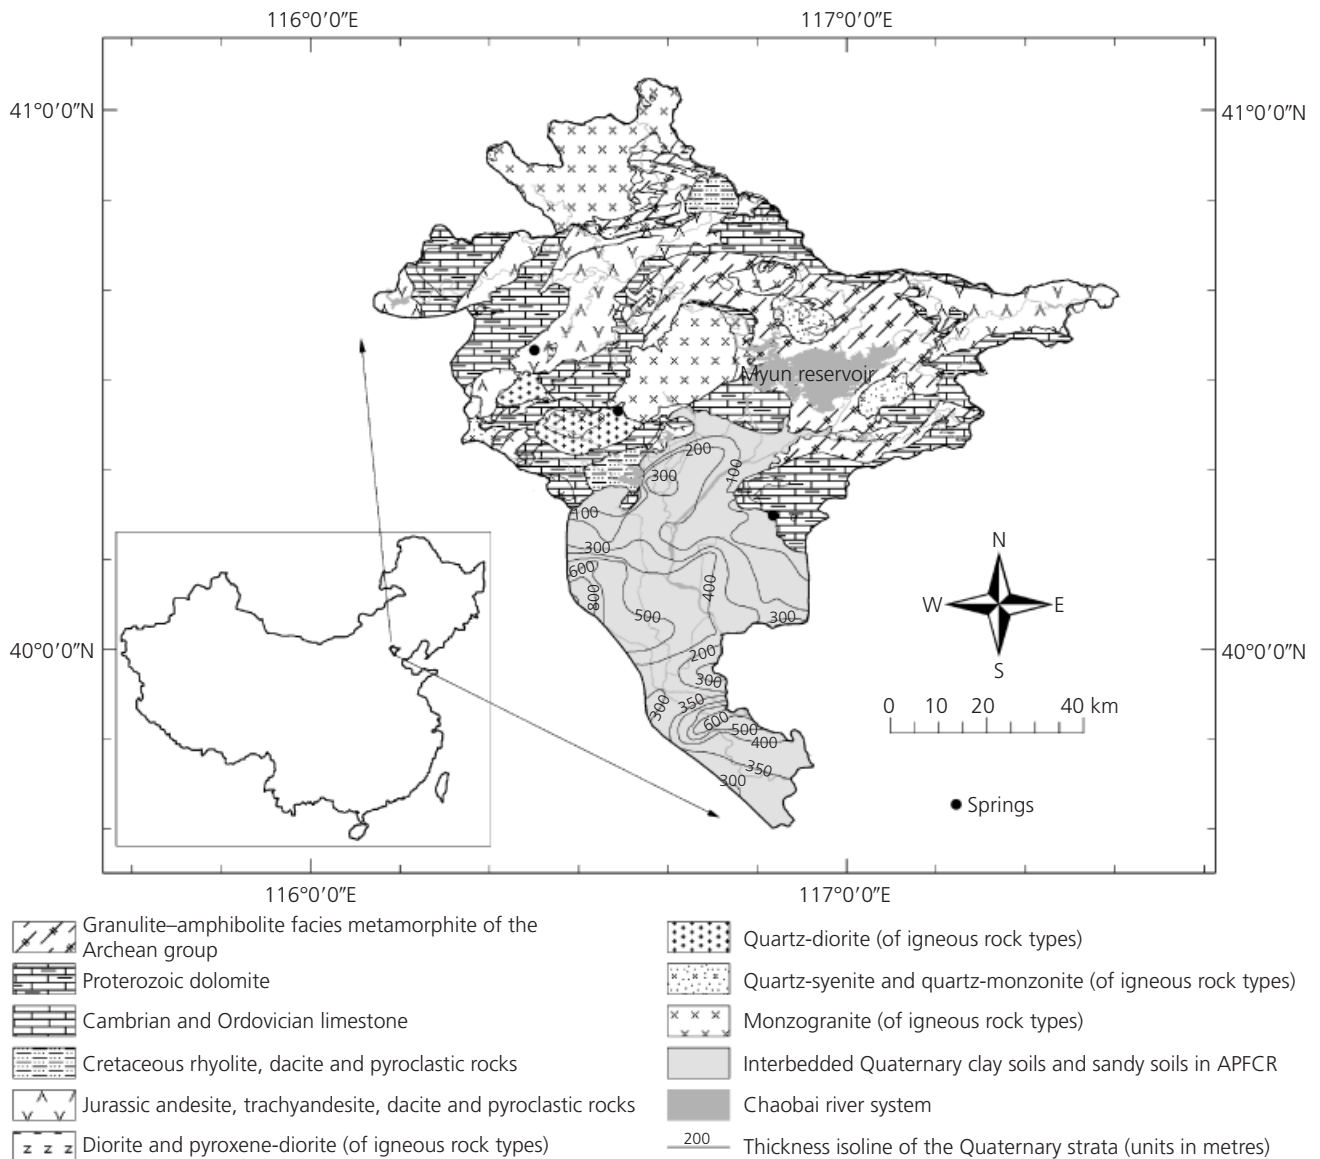 116°0′0″E 117°0′0″E
41°0′0″N 41°0′0″N
Myun reservoir
200
300
100
100
300
600
800
400
500
300
200
300
300
350
600
500
400
350
300
40°0′0″N 40°0′0″N
N
W E
S
0 10 20 40 km
Springs
116°0′0″E 117°0′0″E
Granulite–amphibolite facies metamorphite of the
Archean group
Proterozoic dolomite
Cambrian and Ordovician limestone
Cretaceous rhyolite, dacite and pyroclastic rocks
Jurassic andesite, trachyandesite, dacite and pyroclastic rocks
Diorite and pyroxene-diorite (of igneous rock types)
Quartz-diorite (of igneous rock types)
Quartz-syenite and quartz-monzonite (of igneous rock types)
Monzogranite (of igneous rock types)
Interbedded Quaternary clay soils and sandy soils in APFCR
Chaobai river system
200 Thickness isoline of the Quaternary strata (units in metres)